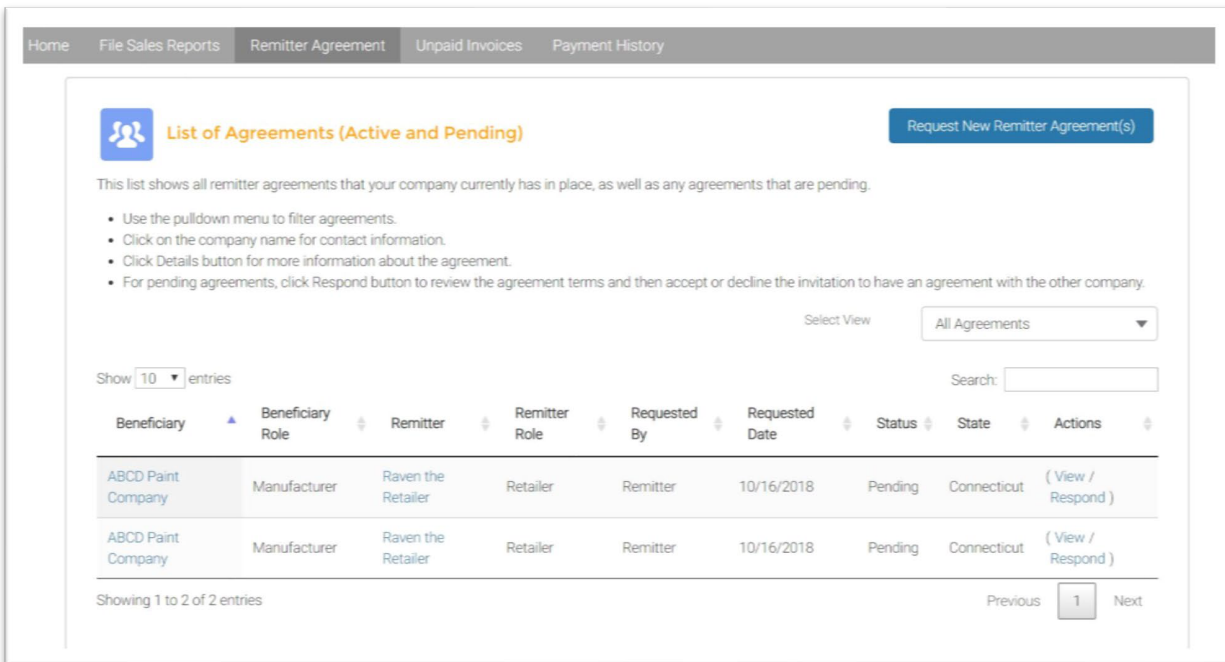 Home File Sales Reports Remitter Agreement Unpaid Invoices Payment History
List of Agreements (Active and Pending)
Request New Remitter Agreement(s)
This list shows all remitter agreements that your company currently has in place, as well as any agreements that are pending.
• Use the pulldown menu to filter agreements.
• Click on the company name for contact information.
• Click Details button for more information about the agreement.
• For pending agreements, click Respond button to review the agreement terms and then accept or decline the invitation to have an agreement with the other company.
Select View All Agreements
Show 10 entries Search:
Beneficiary Beneficiary Role Remitter Remitter Role Requested By Requested Date Status State Actions
ABCD Paint Company Manufacturer Raven the Retailer Retailer Remitter 10/16/2018 Pending Connecticut ( View / Respond )
ABCD Paint Company Manufacturer Raven the Retailer Retailer Remitter 10/16/2018 Pending Connecticut ( View / Respond )
Showing 1 to 2 of 2 entries Previous 1 Next